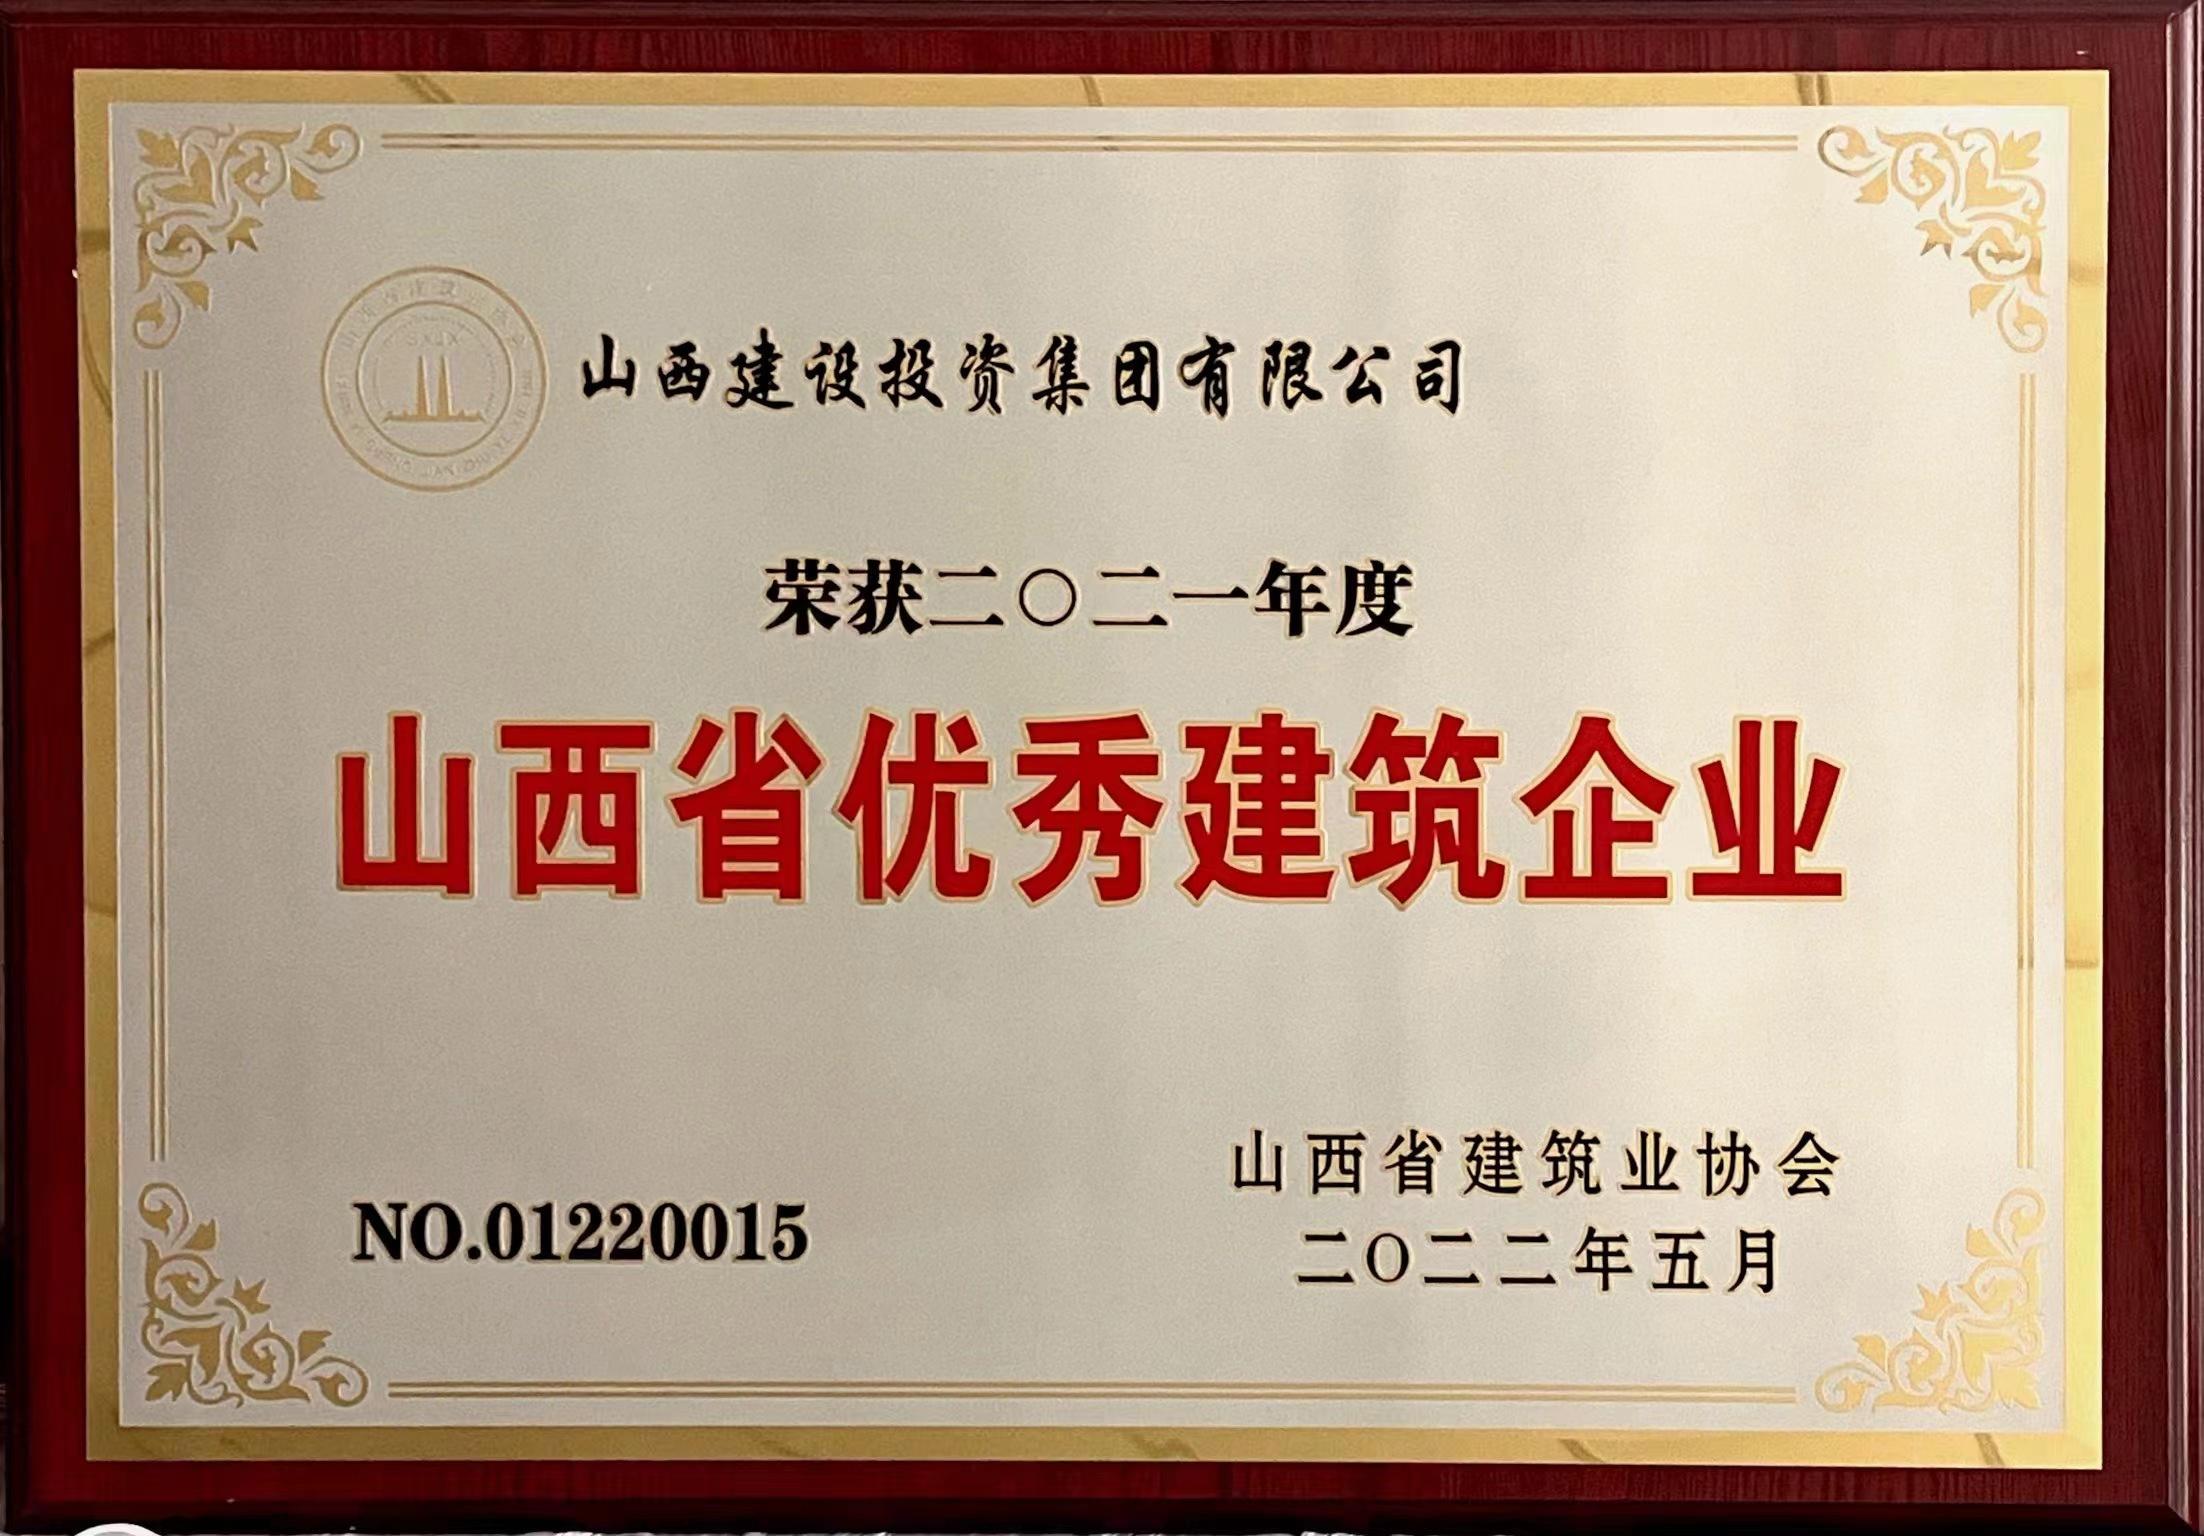 山西建设投资集团有限公司
荣获二〇二一年度
山西省优秀建筑企业
NO.01220015
山西省建筑业协会
二〇二二年五月